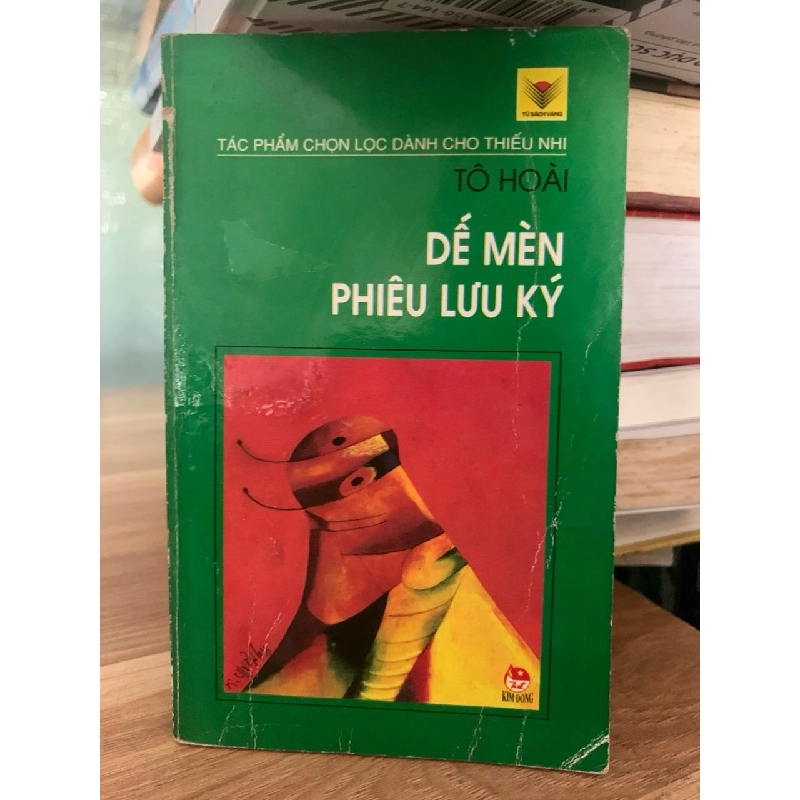 TỦ SÁCH VÀNG
TÁC PHẨM CHỌN LỌC DÀNH CHO THIẾU NHI
TÔ HOÀI
DẾ MÈN
PHIÊU LƯU KÝ
KIM ĐỒNG